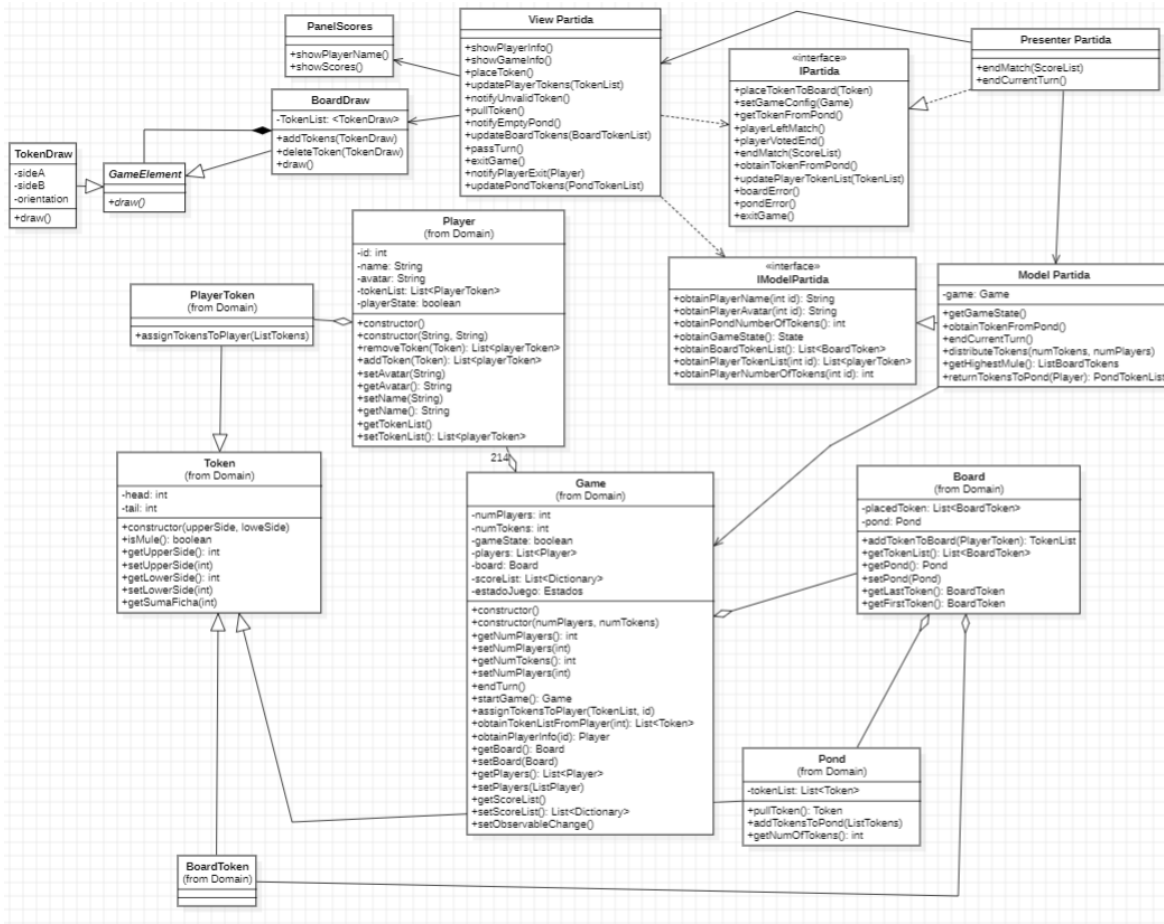 PanelScores
+showPlayerName()
+showScores()
View Partida
+showPlayerInfo()
+showGameInfo()
+placeToken()
+updatePlayerTokens(TokenList)
+notifyUnvalidToken()
+pullToken()
+notifyEmptyPond()
+updateBoardTokens(BoardTokenList)
+passTurn()
+exitGame()
+notifyPlayerExit(Player)
+updatePondTokens(PondTokenList)
Presenter Partida
+endMatch(ScoreList)
+endCurrentTurn()
«interface»
IPartida
+placeTokenToBoard(Token)
+setGameConfig(Game)
+getTokenFromPond()
+playerLeftMatch()
+playerVotedEnd()
+endMatch(ScoreList)
+obtainTokenFromPond()
+updatePlayerTokenList(TokenList)
+boardError()
+pondError()
+exitGame()
BoardDraw
-TokenList: <TokenDraw>
+addTokens(TokenDraw)
+deleteToken(TokenDraw)
+draw()
TokenDraw
-sideA
-sideB
-orientation
+draw()
GameElement
+draw()
Player
(from Domain)
-id: int
-name: String
-avatar: String
-tokenList: List<PlayerToken>
-playerState: boolean
+constructor()
+constructor(String, String)
+removeToken(Token): List<playerToken>
+addToken(Token): List<playerToken>
+setAvatar(String)
+getAvatar(): String
+setName(String)
+getName(): String
+getTokenList()
+setTokenList(): List<playerToken>
«interface»
IModelPartida
+obtainPlayerName(int id): String
+obtainPlayerAvatar(int id): String
+obtainPondNumberOfTokens(): int
+obtainGameState(): State
+obtainBoardTokenList(): List<BoardToken>
+obtainPlayerTokenList(int id): List<playerToken>
+obtainPlayerNumberOfTokens(int id): int
Model Partida
-game: Game
+getGameState()
+obtainTokenFromPond()
+endCurrentTurn()
+distributeTokens(numTokens, numPlayers)
+getHighestMule(): ListBoardTokens
+returnTokensToPond(Player): PondTokenList
PlayerToken
(from Domain)
+assignTokensToPlayer(ListTokens)
Token
(from Domain)
-head: int
-tail: int
+constructor(upperSide, loweSide)
+isMule(): boolean
+getUpperSide(): int
+setUpperSide(int)
+getLowerSide(): int
+setLowerSide(int)
+getSumaFicha(int)
214
Game
(from Domain)
-numPlayers: int
-numTokens: int
-gameState: boolean
-players: List<Player>
-board: Board
-scoreList: List<Dictionary>
-estadoJuego: Estados
+constructor()
+constructor(numPlayers, numTokens)
+getNumPlayers(): int
+setNumPlayers(int)
+getNumTokens(): int
+setNumPlayers(int)
+endTurn()
+startGame(): Game
+assignTokensToPlayer(TokenList, id)
+obtainTokenListFromPlayer(int): List<Token>
+obtainPlayerInfo(id): Player
+getBoard(): Board
+setBoard(Board)
+getPlayers(): List<Player>
+setPlayers(ListPlayer)
+getScoreList()
+setScoreList(): List<Dictionary>
+setObservableChange()
Board
(from Domain)
-placedToken: List<BoardToken>
-pond: Pond
+addTokenToBoard(PlayerToken): TokenList
+getTokenList(): List<BoardToken>
+getPond(): Pond
+setPond(Pond)
+getLastToken(): BoardToken
+getFirstToken(): BoardToken
Pond
(from Domain)
-tokenList: List<Token>
+pullToken(): Token
+addTokensToPond(ListTokens)
+getNumOfTokens(): int
BoardToken
(from Domain)